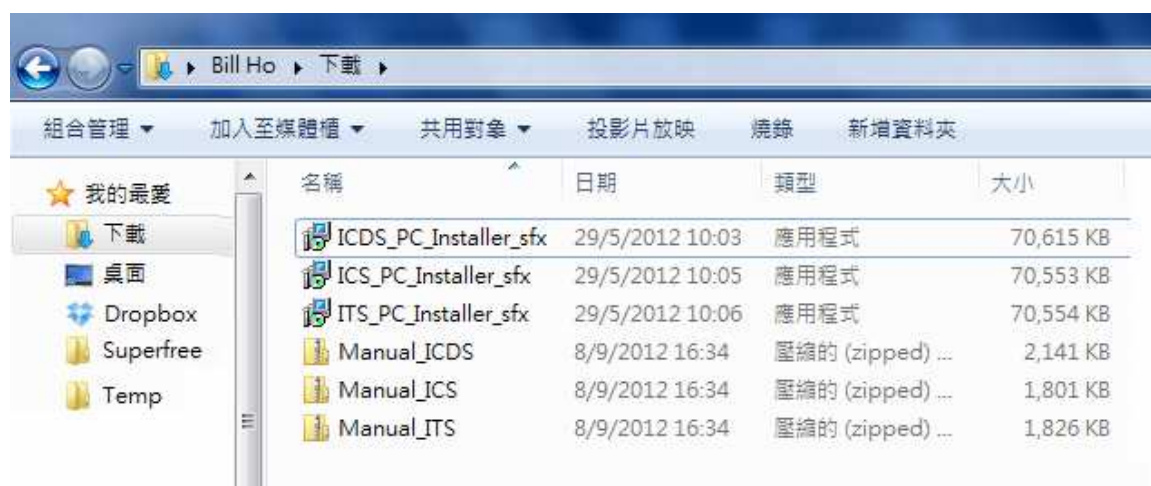 Bill Ho ▸ 下載 ▸
組合管理 加入至媒體櫃 共用對象 投影片放映 燒錄 新增資料夾
我的最愛
下載
桌面
Dropbox
Superfree
Temp
名稱 日期 類型 大小
ICDS_PC_Installer_sfx 29/5/2012 10:03 應用程式 70,615 KB
ICS_PC_Installer_sfx 29/5/2012 10:05 應用程式 70,553 KB
ITS_PC_Installer_sfx 29/5/2012 10:06 應用程式 70,554 KB
Manual_ICDS 8/9/2012 16:34 壓縮的 (zipped) ... 2,141 KB
Manual_ICS 8/9/2012 16:34 壓縮的 (zipped) ... 1,801 KB
Manual_ITS 8/9/2012 16:34 壓縮的 (zipped) ... 1,826 KB